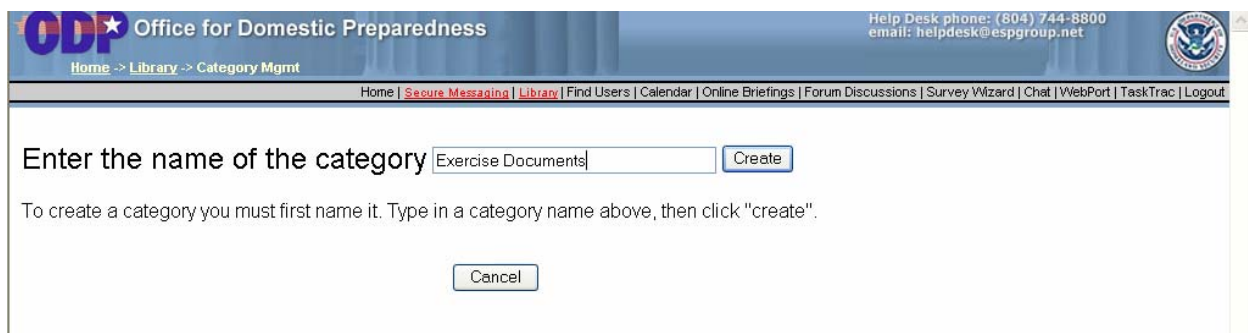 ODP Office for Domestic Preparedness
Help Desk phone: (804) 744-8800
email: helpdesk@espgroup.net
Home -> Library -> Category Mgmt
Home | Secure Messaging | Library | Find Users | Calendar | Online Briefings | Forum Discussions | Survey Wizard | Chat | WebPort | TaskTrac | Logout
Enter the name of the category Exercise Documents Create
To create a category you must first name it. Type in a category name above, then click "create".
Cancel